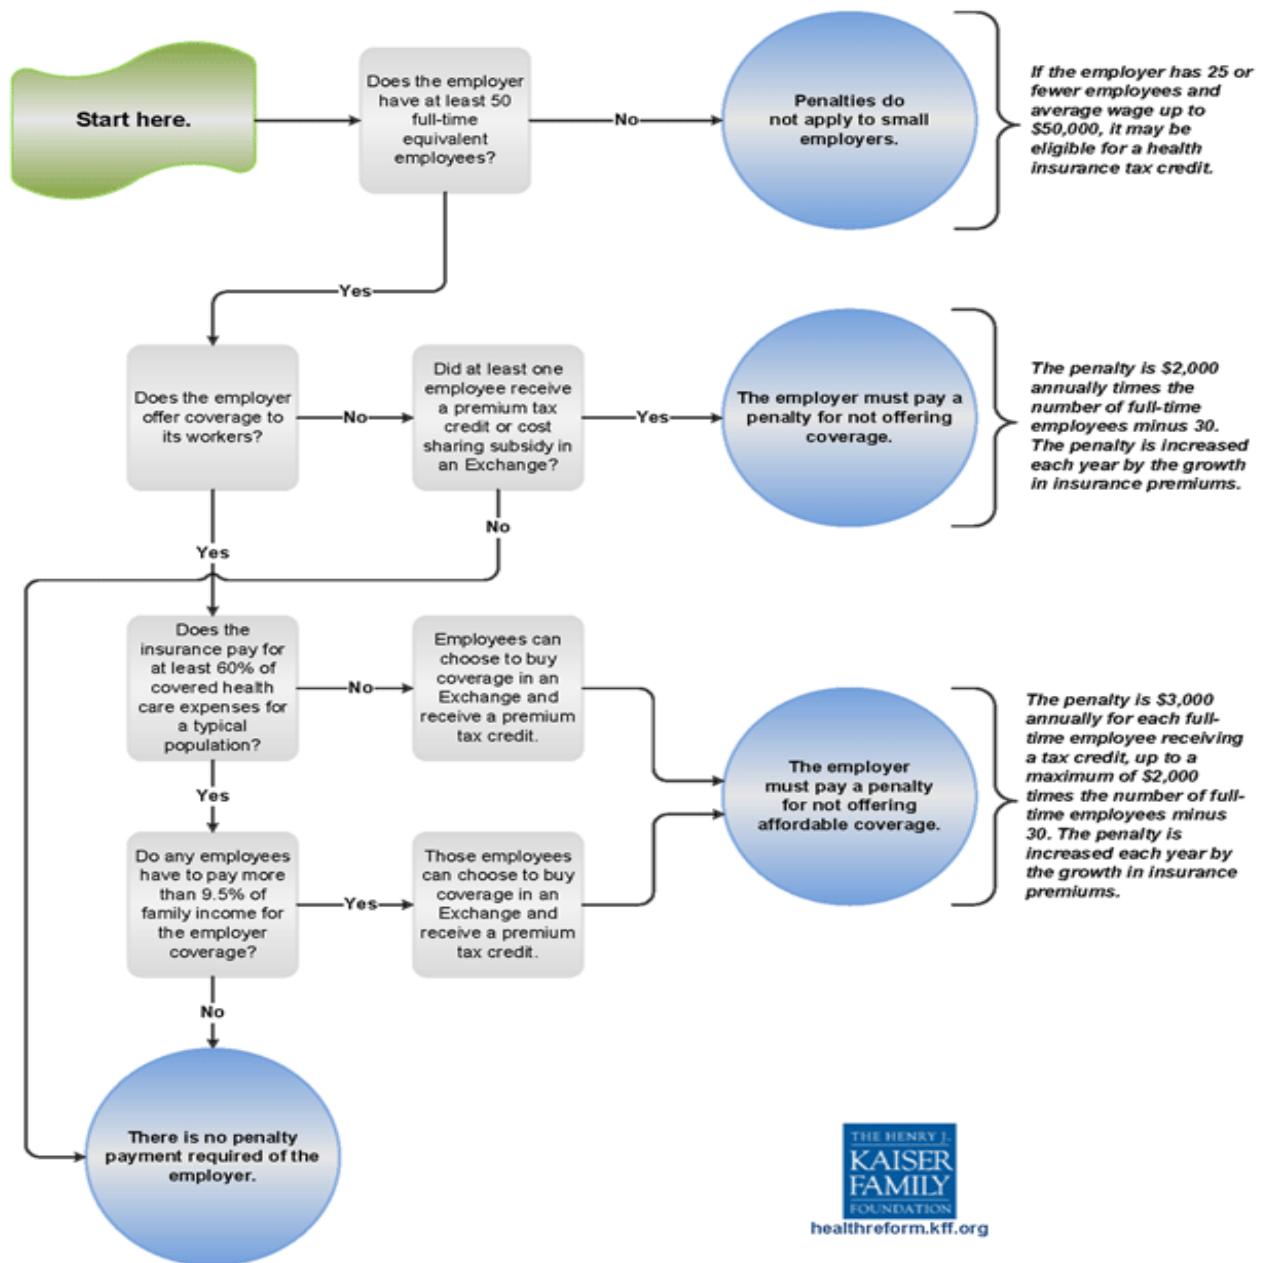 Start here.
Does the employer
have at least 50
full-time
equivalent
employees?
No
Penalties do
not apply to small
employers.
If the employer has 25 or
fewer employees and
average wage up to
$50,000, it may be
eligible for a health
insurance tax credit.
Yes
Does the employer
offer coverage to
its workers?
No
Did at least one
employee receive
a premium tax
credit or cost
sharing subsidy in
an Exchange?
Yes
The employer must pay a
penalty for not offering
coverage.
The penalty is $2,000
annually times the
number of full-time
employees minus 30.
The penalty is increased
each year by the growth
in insurance premiums.
No
Yes
Does the
insurance pay for
at least 60% of
covered health
care expenses for
a typical
population?
No
Employees can
choose to buy
coverage in an
Exchange and
receive a premium
tax credit.
The employer
must pay a penalty
for not offering
affordable coverage.
The penalty is $3,000
annually for each full-
time employee receiving
a tax credit, up to a
maximum of $2,000
times the number of full-
time employees minus
30. The penalty is
increased each year by
the growth in insurance
premiums.
Yes
Do any employees
have to pay more
than 9.5% of
family income for
the employer
coverage?
Yes
Those employees
can choose to buy
coverage in an
Exchange and
receive a premium
tax credit.
No
There is no penalty
payment required of the
employer.
THE HENRY J.
KAISER
FAMILY
FOUNDATION
healthreform.kff.org